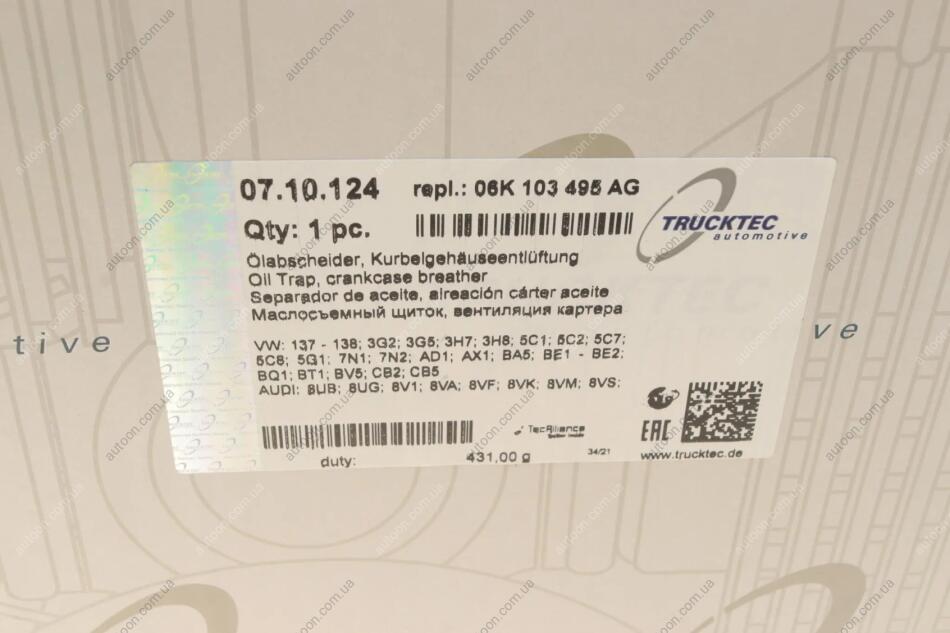 07.10.124 repl.: 06K 103 495 AG
Qty: 1 pc.
TRUCKTEC
automotive
Ölabscheider, Kurbelgehäuseentlüftung
Oil Trap, crankcase breather
Separador de aceite, aireación cárter aceite
Маслосъемный щиток, вентиляция картера
VW: 137 - 138; 3G2; 3G5; 3H7; 3H8; 5C1; 5C2; 5C7;
5C8; 5G1; 7N1; 7N2; AD1; AX1; BA5; BE1 - BE2;
BQ1; BT1; BV5; CB2; CB5
AUDI: 8UB; 8UG; 8V1; 8VA; 8VF; 8VK; 8VM; 8VS;
TecAlliance
EAC
duty: 431,00 g 34/21 www.trucktec.de
tive
ve
autoon.com.ua